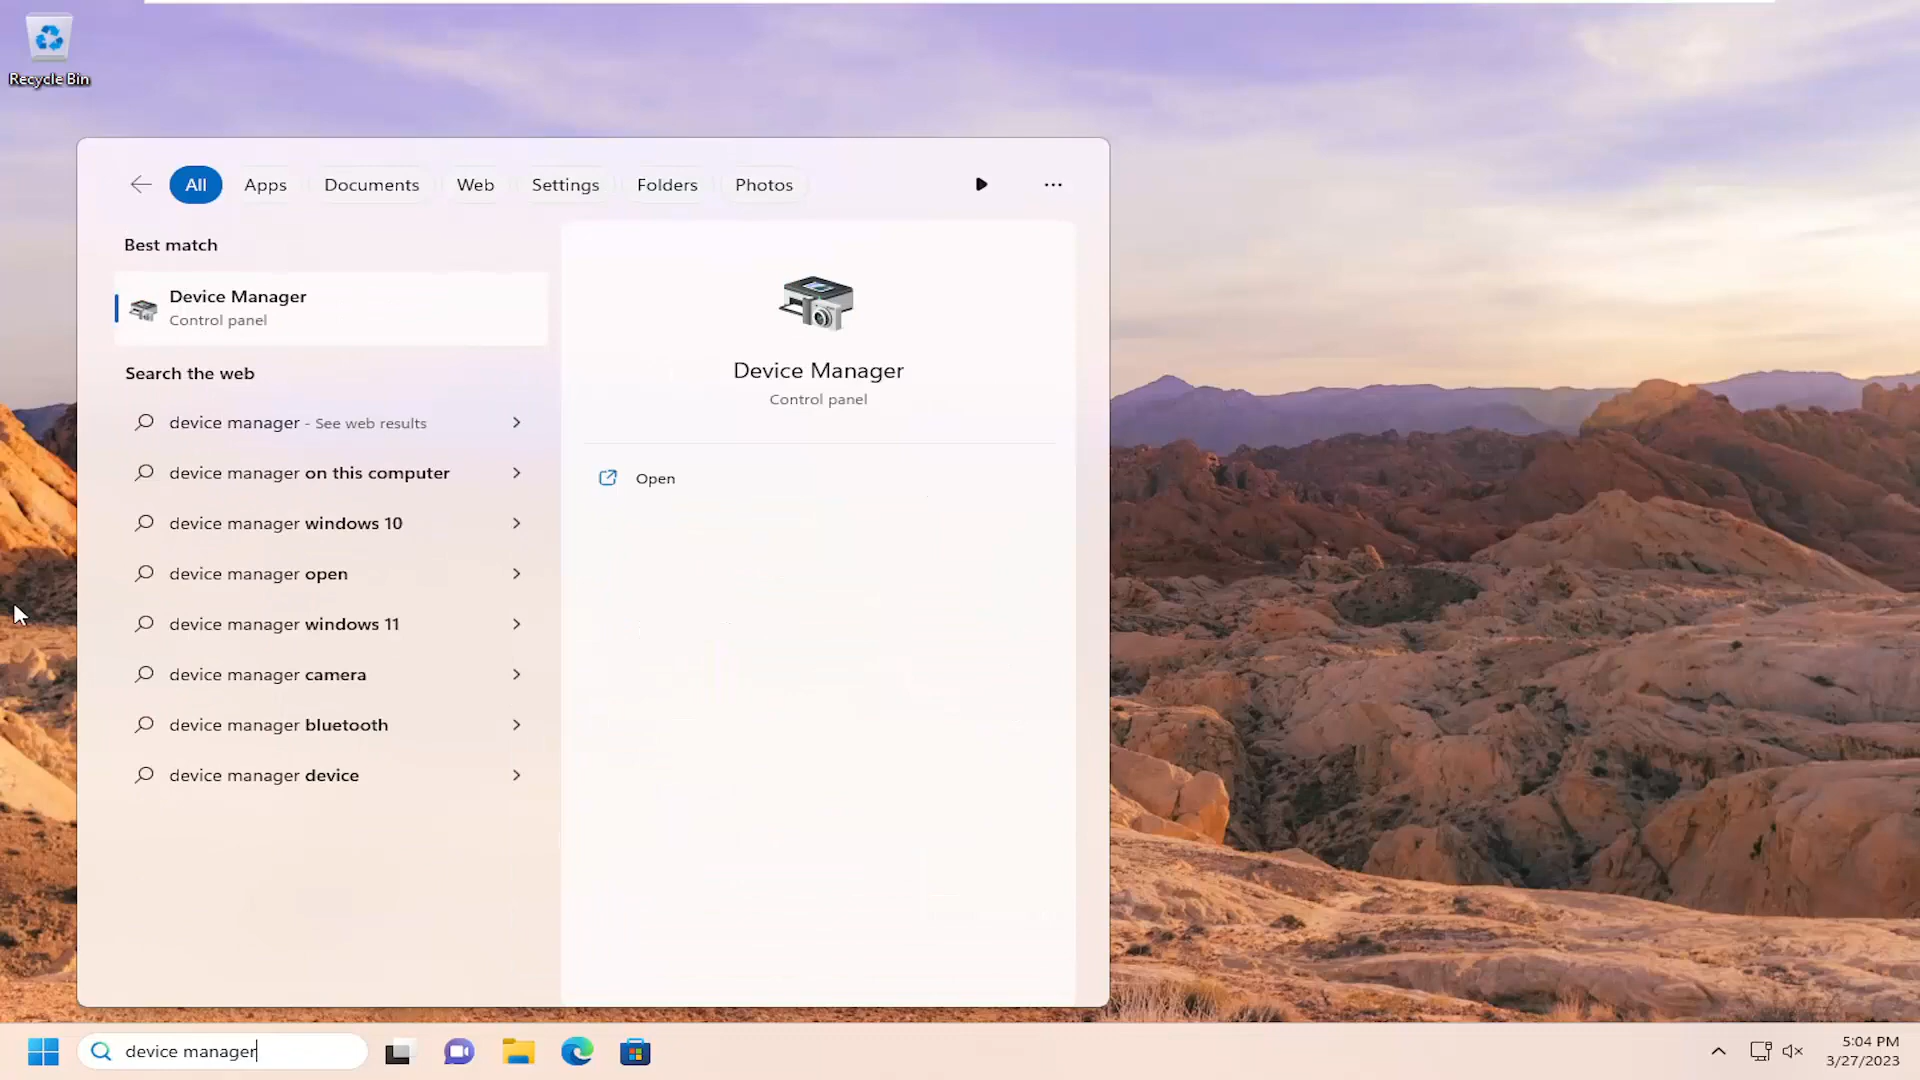 Recycle Bin
All
Apps
Documents
Web
Settings
Folders
Photos
Best match
Device Manager
Control panel
Search the web
device manager - See web results
device manager on this computer
device manager windows 10
device manager open
device manager windows 11
device manager camera
device manager bluetooth
device manager device
Device Manager
Control panel
Open
device manager
5:04 PM
3/27/2023